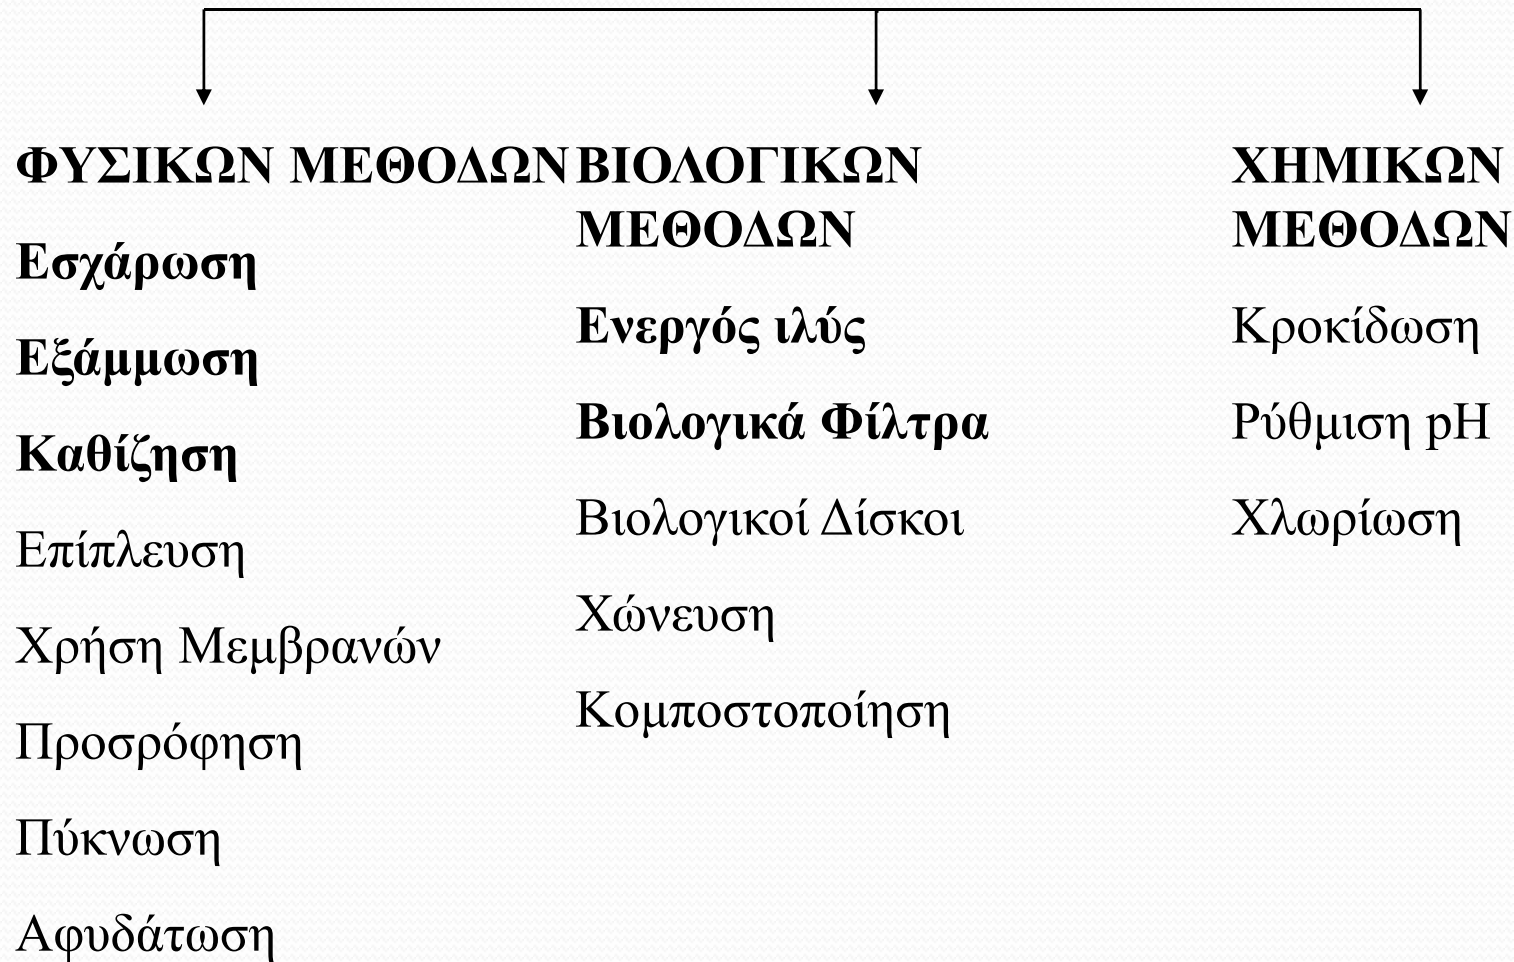 ΦΥΣΙΚΩΝ ΜΕΘΟΔΩΝ
Εσχάρωση
Εξάμμωση
Καθίζηση
Επίπλευση
Χρήση Μεμβρανών
Προσρόφηση
Πύκνωση
Αφυδάτωση
ΒΙΟΛΟΓΙΚΩΝ
ΜΕΘΟΔΩΝ
Ενεργός ιλύς
Βιολογικά Φίλτρα
Βιολογικοί Δίσκοι
Χώνευση
Κομποστοποίηση
ΧΗΜΙΚΩΝ
ΜΕΘΟΔΩΝ
Κροκίδωση
Ρύθμιση pH
Χλωρίωση